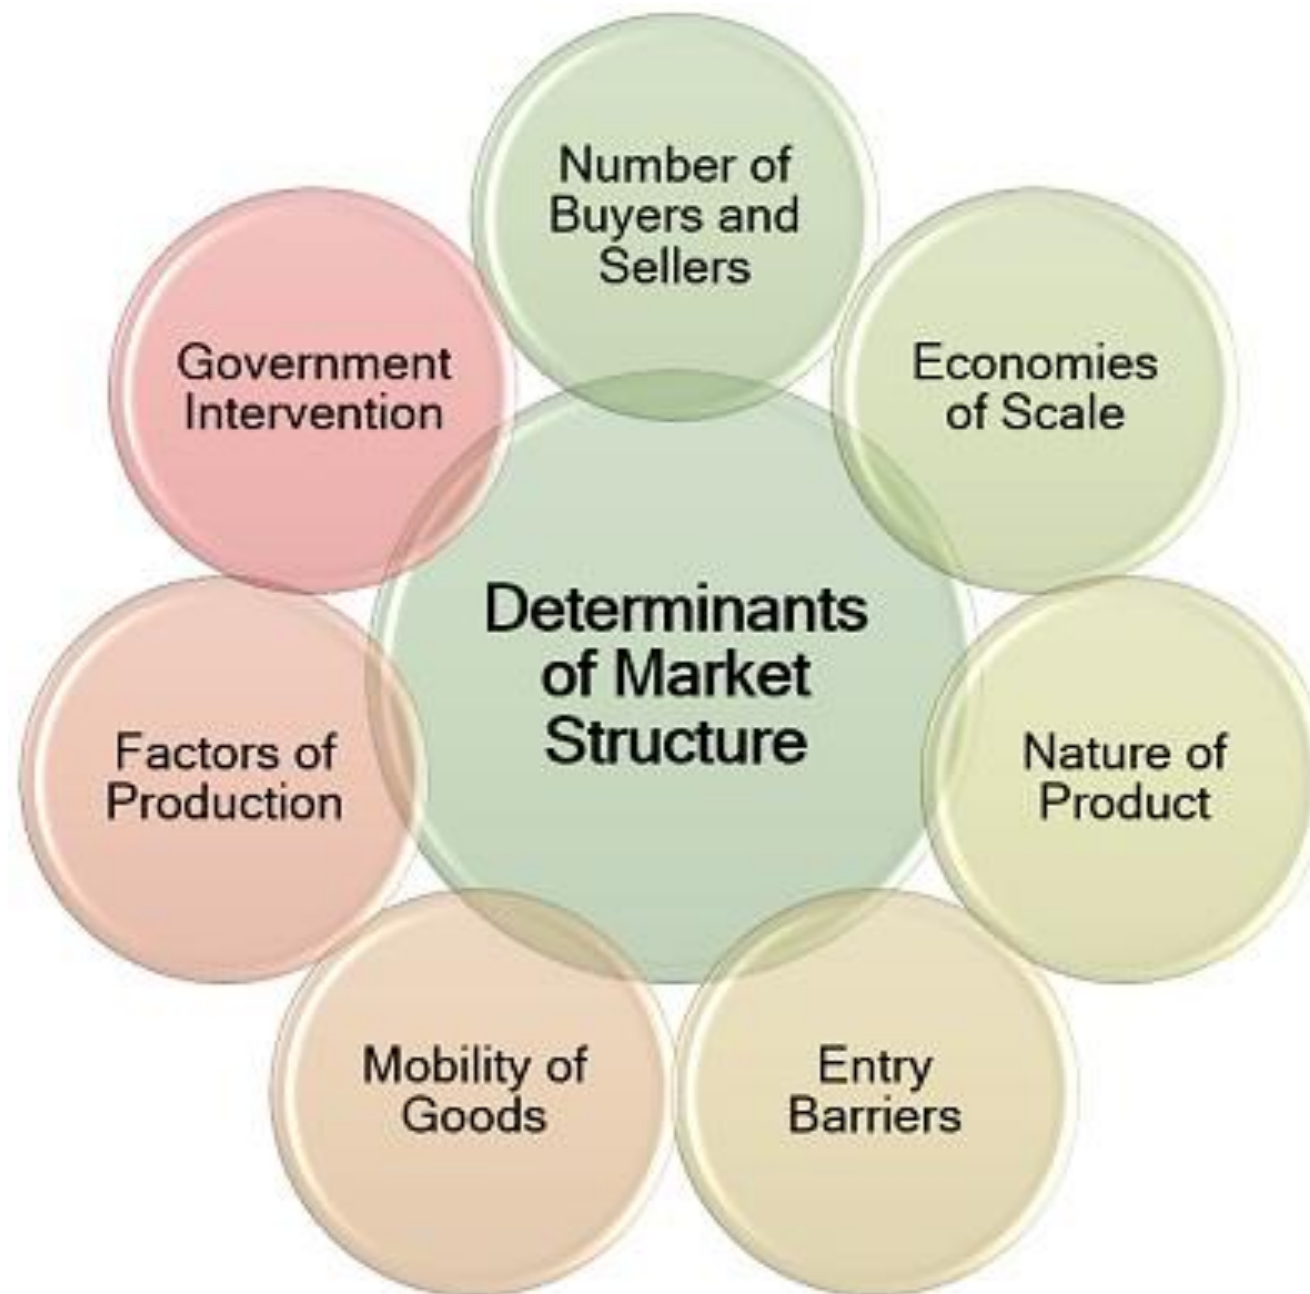 Number of
Buyers and
Sellers
Economies
of Scale
Nature of
Product
Entry
Barriers
Mobility of
Goods
Factors of
Production
Government
Intervention
Determinants
of Market
Structure